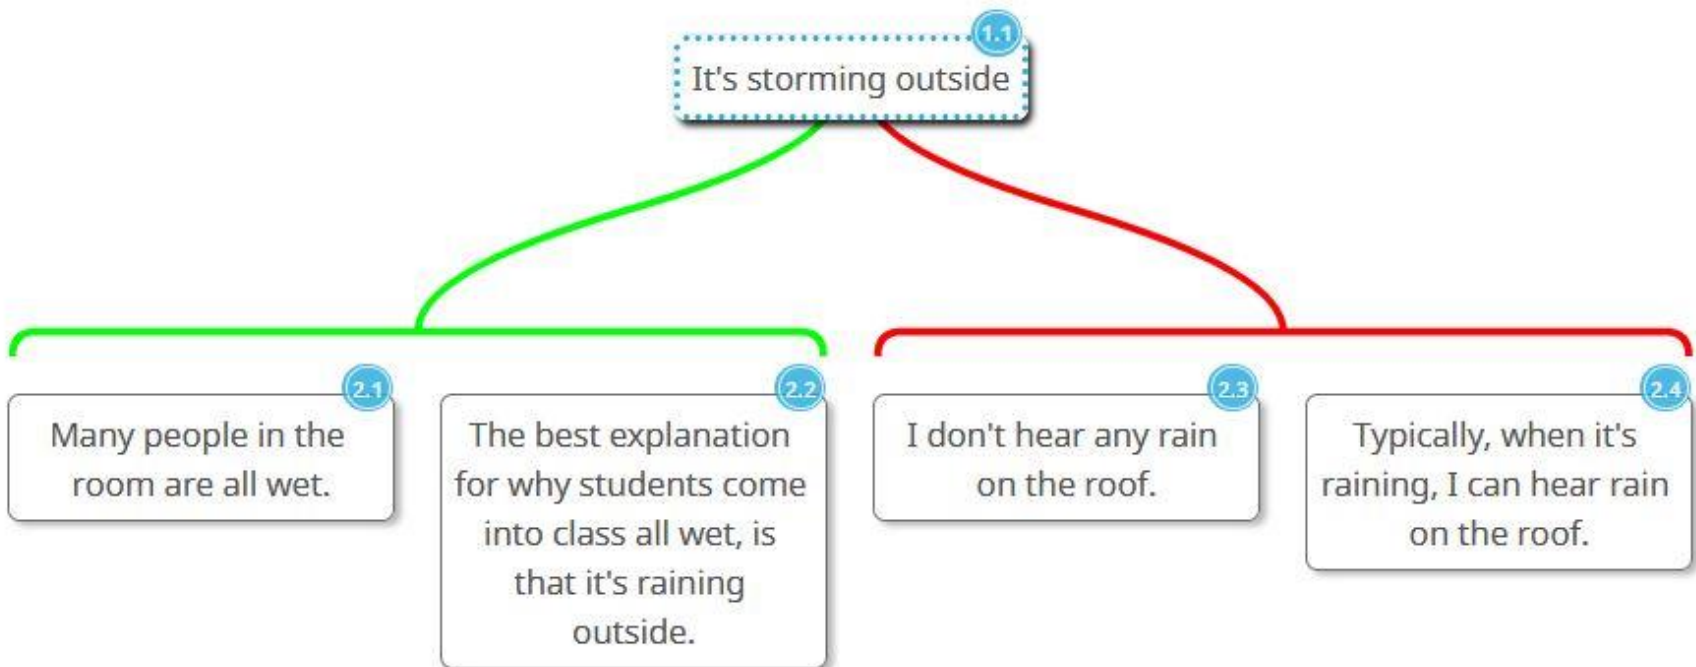 1.1
It's storming outside
2.1
Many people in the
room are all wet.
2.2
The best explanation
for why students come
into class all wet, is
that it's raining
outside.
2.3
I don't hear any rain
on the roof.
2.4
Typically, when it's
raining, I can hear rain
on the roof.